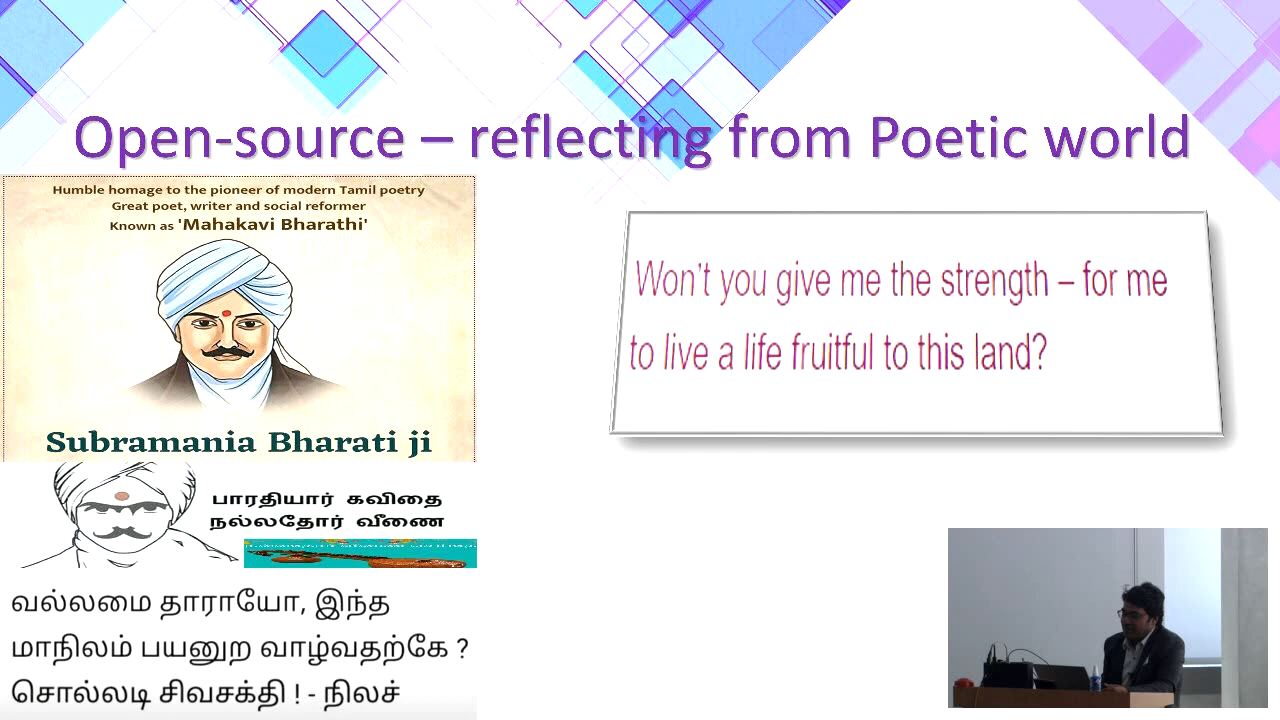 Open-source – reflecting from Poetic world
Humble homage to the pioneer of modern Tamil poetry
Great poet, writer and social reformer
Known as 'Mahakavi Bharathi'
Subramania Bharati ji
பாரதியார் கவிதை
நல்லதோர் வீணை
வல்லமை தாராயோ, இந்த
மாநிலம் பயனுற வாழ்வதற்கே ?
சொல்லடி சிவசக்தி ! - நிலச்
Won't you give me the strength – for me
to live a life fruitful to this land?